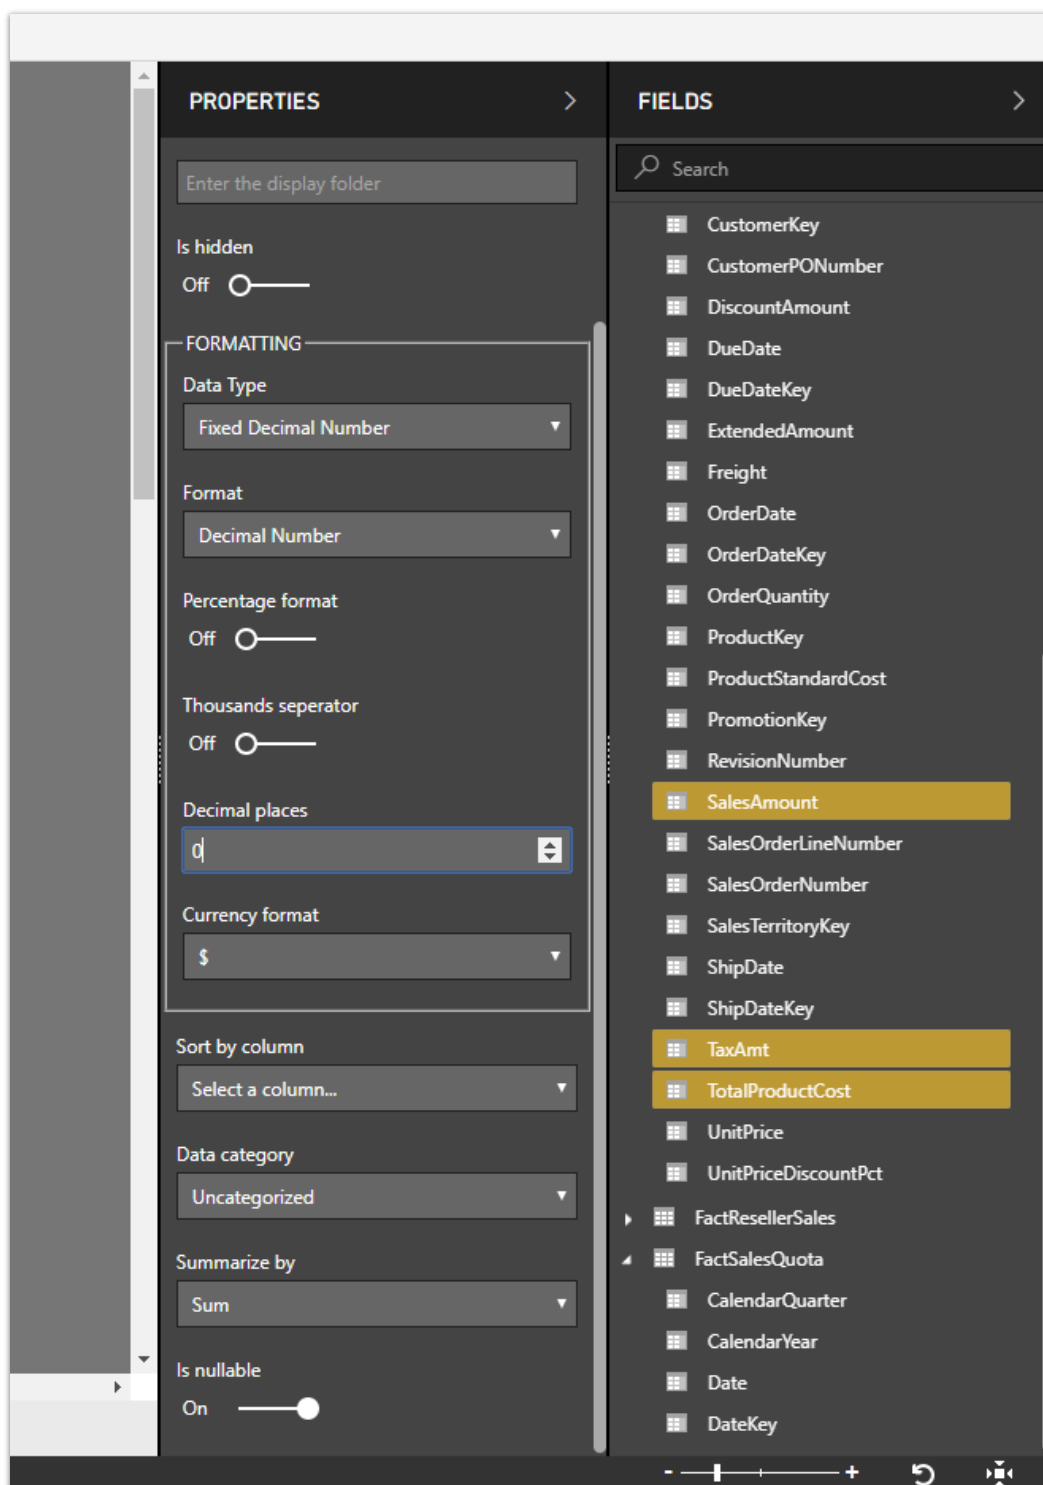 PROPERTIES
Enter the display folder
Is hidden
Off
FORMATTING
Data Type
Fixed Decimal Number
Format
Decimal Number
Percentage format
Off
Thousands seperator
Off
Decimal places
0
Currency format
$
Sort by column
Select a column...
Data category
Uncategorized
Summarize by
Sum
Is nullable
On
FIELDS
Search
CustomerKey
CustomerPONumber
DiscountAmount
DueDate
DueDateKey
ExtendedAmount
Freight
OrderDate
OrderDateKey
OrderQuantity
ProductKey
ProductStandardCost
PromotionKey
RevisionNumber
SalesAmount
SalesOrderLineNumber
SalesOrderNumber
SalesTerritoryKey
ShipDate
ShipDateKey
TaxAmt
TotalProductCost
UnitPrice
UnitPriceDiscountPct
FactResellerSales
FactSalesQuota
CalendarQuarter
CalendarYear
Date
DateKey
- +